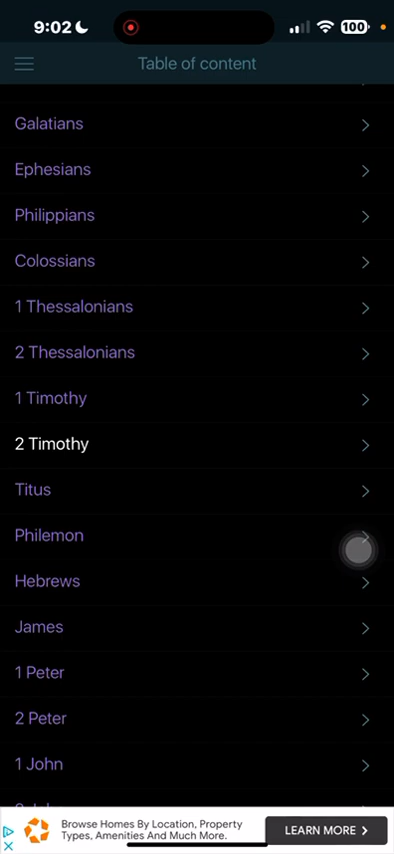 9:02
100
Table of content
Galatians
Ephesians
Philippians
Colossians
1 Thessalonians
2 Thessalonians
1 Timothy
2 Timothy
Titus
Philemon
Hebrews
James
1 Peter
2 Peter
1 John
Browse Homes By Location, Property
Types, Amenities And Much More.
LEARN MORE